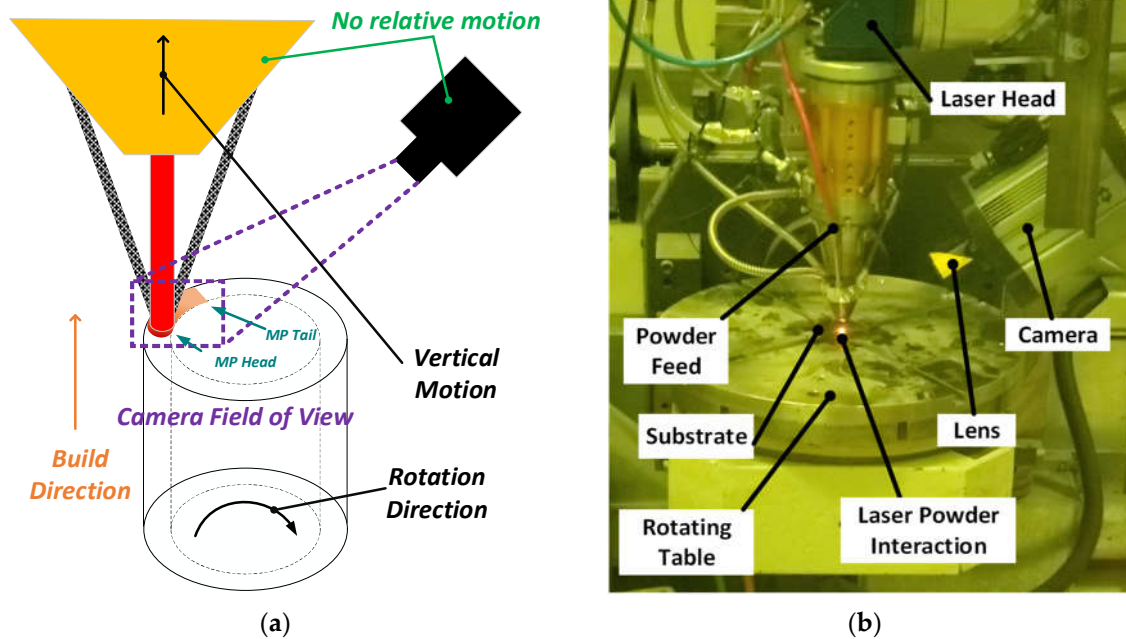 No relative motion
MP Tail
MP Head
Vertical
Motion
Camera Field of View
Build
Direction
Rotation
Direction
(a)
Laser Head
Powder
Feed
Camera
Substrate
Lens
Rotating
Table
Laser Powder
Interaction
(b)